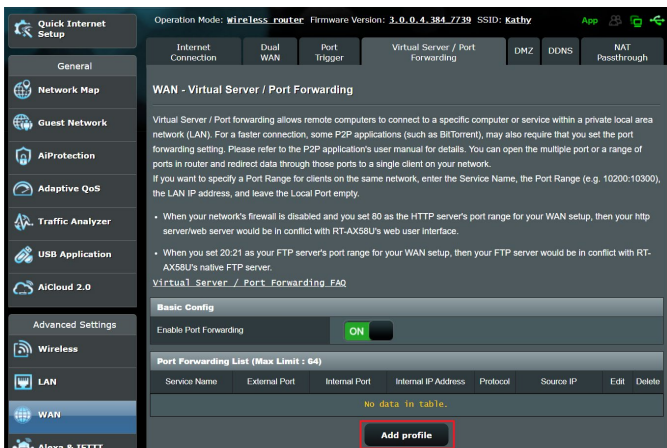 Quick Internet
Setup
General
Network Map
Guest Network
AiProtection
Adaptive QoS
Traffic Analyzer
USB Application
AiCloud 2.0
Advanced Settings
Wireless
LAN
WAN
Alexa & IFTTT
Operation Mode: Wireless router Firmware Version: 3.0.0.4.384_7739 SSID: Kathy
App
Internet
Connection
Dual
WAN
Port
Trigger
Virtual Server / Port
Forwarding
DMZ
DDNS
NAT
Passthrough
WAN - Virtual Server / Port Forwarding
Virtual Server / Port forwarding allows remote computers to connect to a specific computer or service within a private local area
network (LAN). For a faster connection, some P2P applications (such as BitTorrent), may also require that you set the port
forwarding setting. Please refer to the P2P application's user manual for details. You can open the multiple port or a range of
ports in router and redirect data through those ports to a single client on your network.
If you want to specify a Port Range for clients on the same network, enter the Service Name, the Port Range (e.g. 10200:10300),
the LAN IP address, and leave the Local Port empty.
• When your network's firewall is disabled and you set 80 as the HTTP server's port range for your WAN setup, then your http
server/web server would be in conflict with RT-AX58U's web user interface.
• When you set 20:21 as your FTP server's port range for your WAN setup, then your FTP server would be in conflict with RT-
AX58U's native FTP server.
Virtual Server / Port Forwarding FAQ
Basic Config
Enable Port Forwarding
ON
Port Forwarding List (Max Limit : 64)
Service Name External Port Internal Port Internal IP Address Protocol Source IP Edit Delete
No data in table.
Add profile